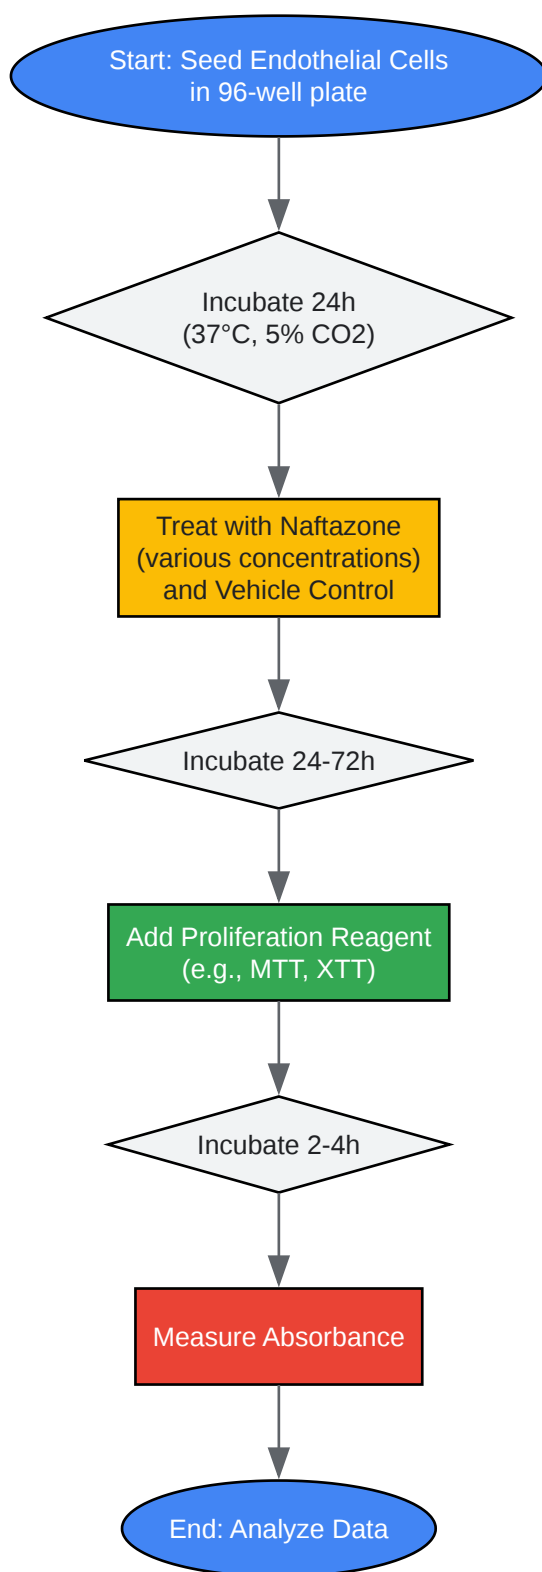 Start: Seed Endothelial Cells
in 96-well plate
Incubate 24h
(37°C, 5% CO2)
Treat with Naftazone
(various concentrations)
and Vehicle Control
Incubate 24-72h
Add Proliferation Reagent
(e.g., MTT, XTT)
Incubate 2-4h
Measure Absorbance
End: Analyze Data